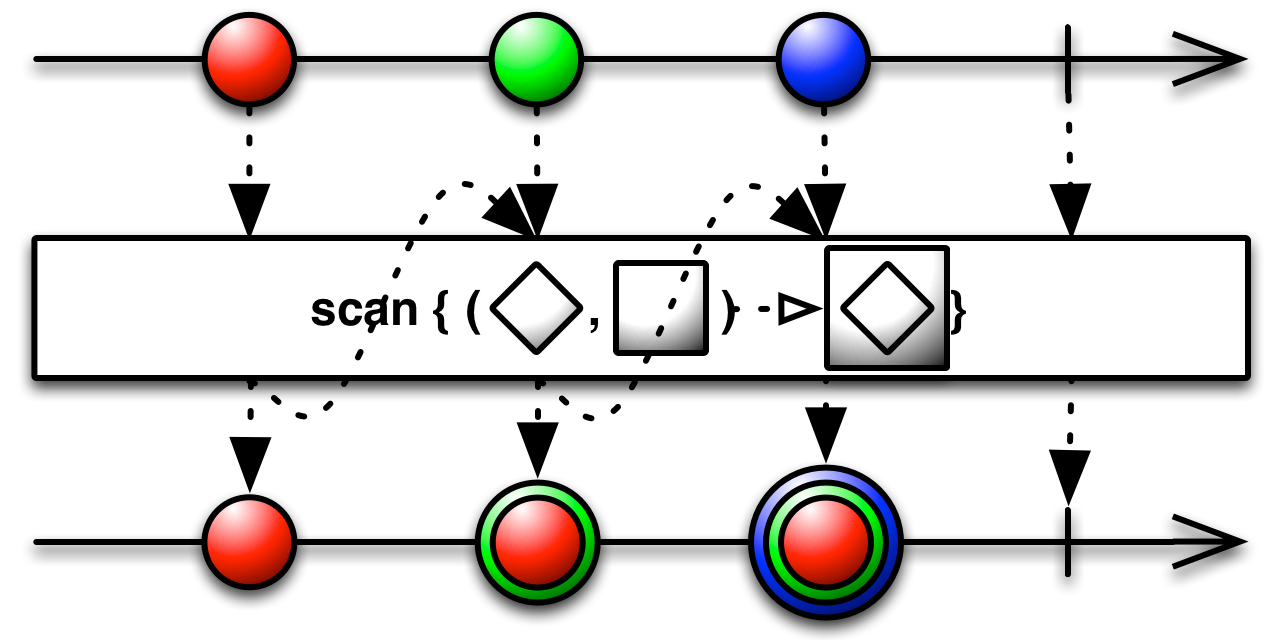 scan { ( , ) }